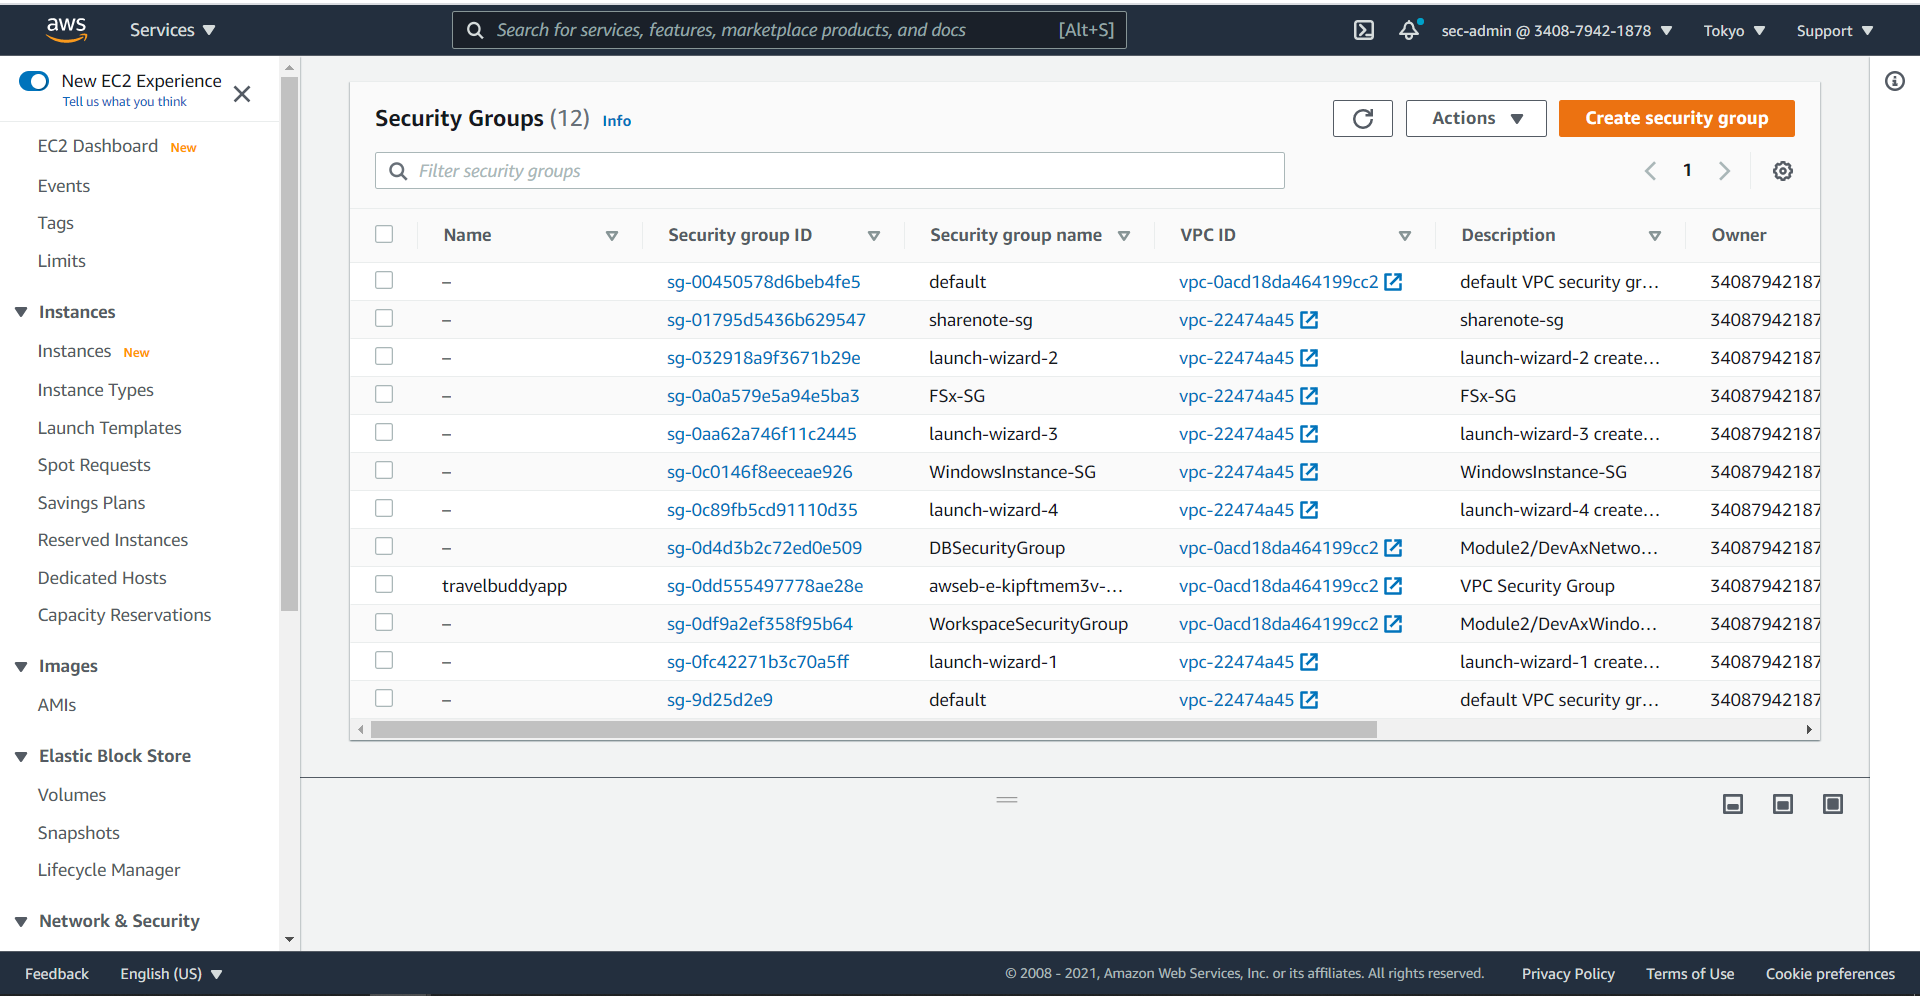 aws Services Search for services, features, marketplace products, and docs [Alt+S] sec-admin @ 3408-7942-1878 Tokyo Support
New EC2 Experience
Tell us what you think
EC2 Dashboard New
Events
Tags
Limits
Instances
Instances New
Instance Types
Launch Templates
Spot Requests
Savings Plans
Reserved Instances
Dedicated Hosts
Capacity Reservations
Images
AMIs
Elastic Block Store
Volumes
Snapshots
Lifecycle Manager
Network & Security
Security Groups (12) Info Actions Create security group
Filter security groups 1
Name Security group ID Security group name VPC ID Description Owner
– sg-00450578d6beb4fe5 default vpc-0acd18da464199cc2 default VPC security gr... 34087942187
– sg-01795d5436b629547 sharenote-sg vpc-22474a45 sharenote-sg 34087942187
– sg-032918a9f3671b29e launch-wizard-2 vpc-22474a45 launch-wizard-2 create... 34087942187
– sg-0a0a579e5a94e5ba3 FSx-SG vpc-22474a45 FSx-SG 34087942187
– sg-0aa62a746f11c2445 launch-wizard-3 vpc-22474a45 launch-wizard-3 create... 34087942187
– sg-0c0146f8eeceae926 WindowsInstance-SG vpc-22474a45 WindowsInstance-SG 34087942187
– sg-0c89fb5cd91110d35 launch-wizard-4 vpc-22474a45 launch-wizard-4 create... 34087942187
– sg-0d4d3b2c72ed0e509 DBSecurityGroup vpc-0acd18da464199cc2 Module2/DevAxNetwo... 34087942187
travelbuddyapp sg-0dd555497778ae28e awseb-e-kipftmem3v-... vpc-0acd18da464199cc2 VPC Security Group 34087942187
– sg-0df9a2ef358f95b64 WorkspaceSecurityGroup vpc-0acd18da464199cc2 Module2/DevAxWindo... 34087942187
– sg-0fc42271b3c70a5ff launch-wizard-1 vpc-22474a45 launch-wizard-1 create... 34087942187
– sg-9d25d2e9 default vpc-22474a45 default VPC security gr... 34087942187
Feedback English (US) © 2008 - 2021, Amazon Web Services, Inc. or its affiliates. All rights reserved. Privacy Policy Terms of Use Cookie preferences